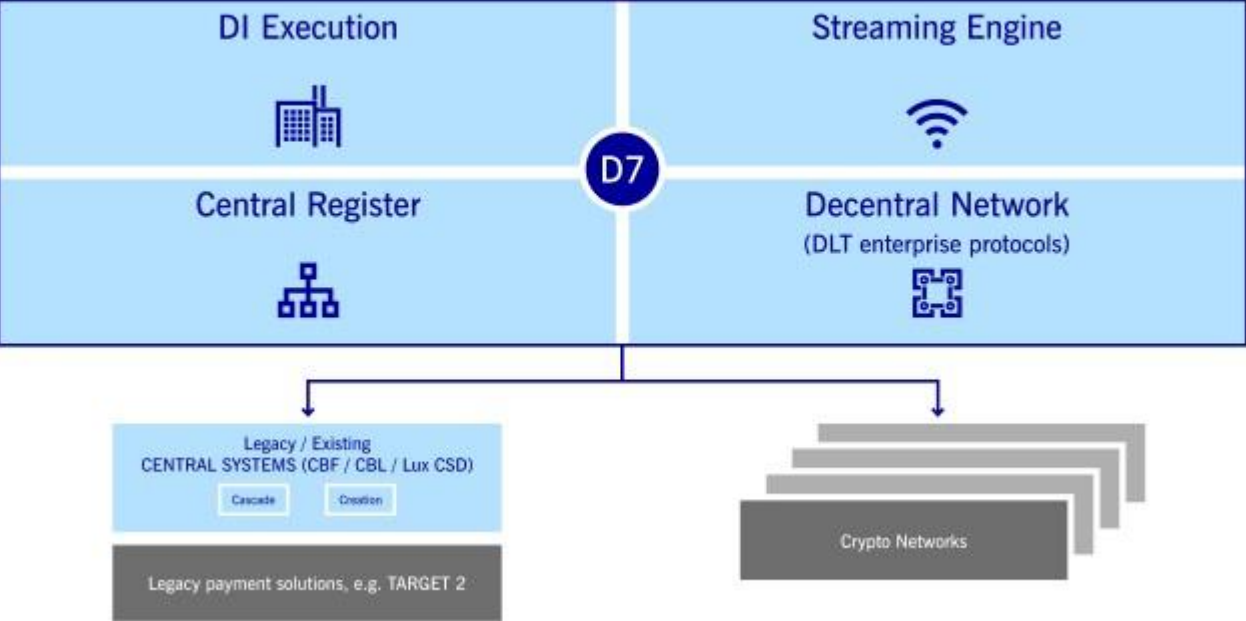 DI Execution
Streaming Engine
D7
Central Register
Decentral Network
(DLT enterprise protocols)
Legacy / Existing
CENTRAL SYSTEMS (CBF / CBL / Lux CSD)
Cascade
Creation
Legacy payment solutions, e.g. TARGET 2
Crypto Networks